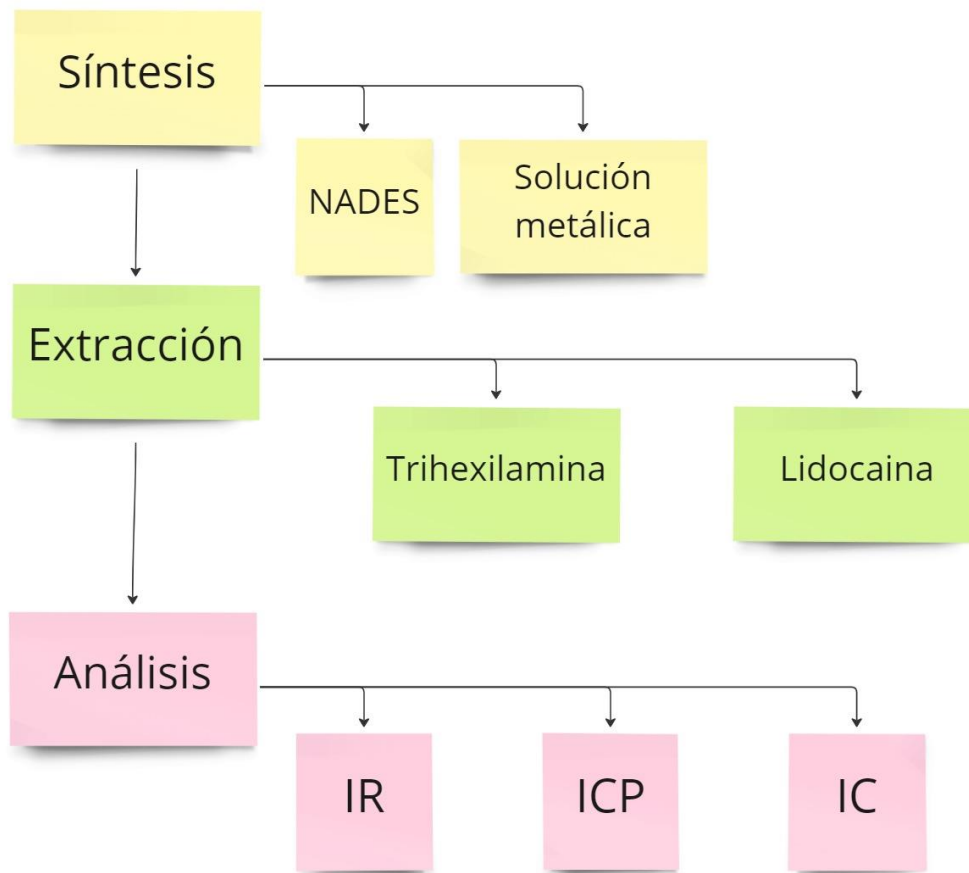 Síntesis
NADES
Solución
metálica
Extracción
Trihexilamina
Lidocaina
Análisis
IR
ICP
IC